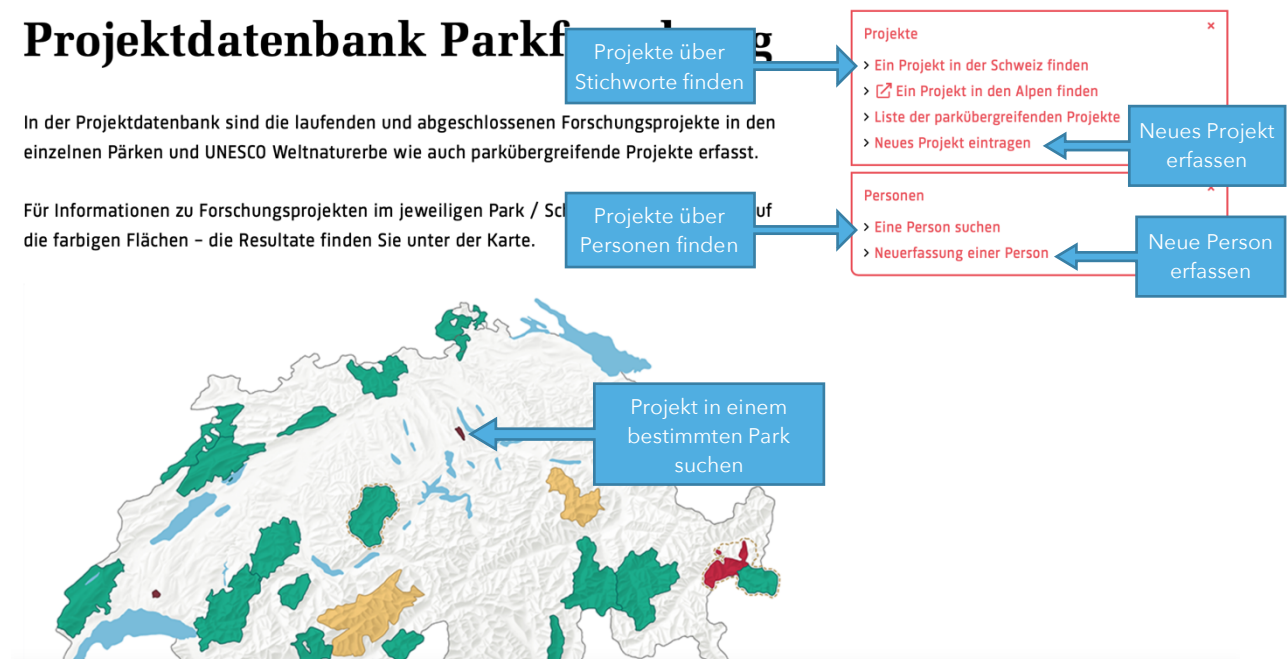 Projektdatenbank Parkf g
In der Projektdatenbank sind die laufenden und abgeschlossenen Forschungsprojekte in den
einzelnen Pärken und UNESCO Weltnaturerbe wie auch parkübergreifende Projekte erfasst.
Für Informationen zu Forschungsprojekten im jeweiligen Park / uf
die farbigen Flächen – die Resultate finden Sie unter der Karte.
Projekte über
Stichworte finden
Projekte über
Personen finden
Projekte ×
› Ein Projekt in der Schweiz finden
› Ein Projekt in den Alpen finden
› Liste der parkübergreifenden Projekte
› Neues Projekt eintragen
Neues Projekt
erfassen
Personen
› Eine Person suchen
› Neuerfassung einer Person
Neue Person
erfassen
Projekt in einem
bestimmten Park
suchen